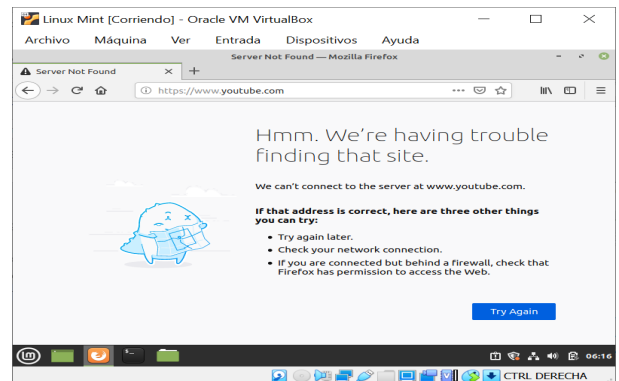 Linux Mint [Corriendo] - Oracle VM VirtualBox
Archivo Máquina Ver Entrada Dispositivos Ayuda
Server Not Found — Mozilla Firefox
Server Not Found
https://www.youtube.com
Hmm. We're having trouble
finding that site.
We can't connect to the server at www.youtube.com.
If that address is correct, here are three other things
you can try:
• Try again later.
• Check your network connection.
• If you are connected but behind a firewall, check that
Firefox has permission to access the Web.
Try Again
06:16
CTRL DERECHA